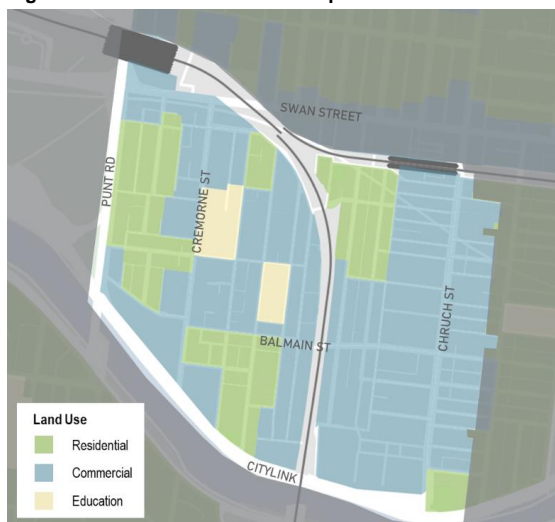 SWAN STREET
PUNT RD
CREMORNE ST
CHRUCH ST
BALMAIN ST
CITYLINK
Land Use
Residential
Commercial
Education